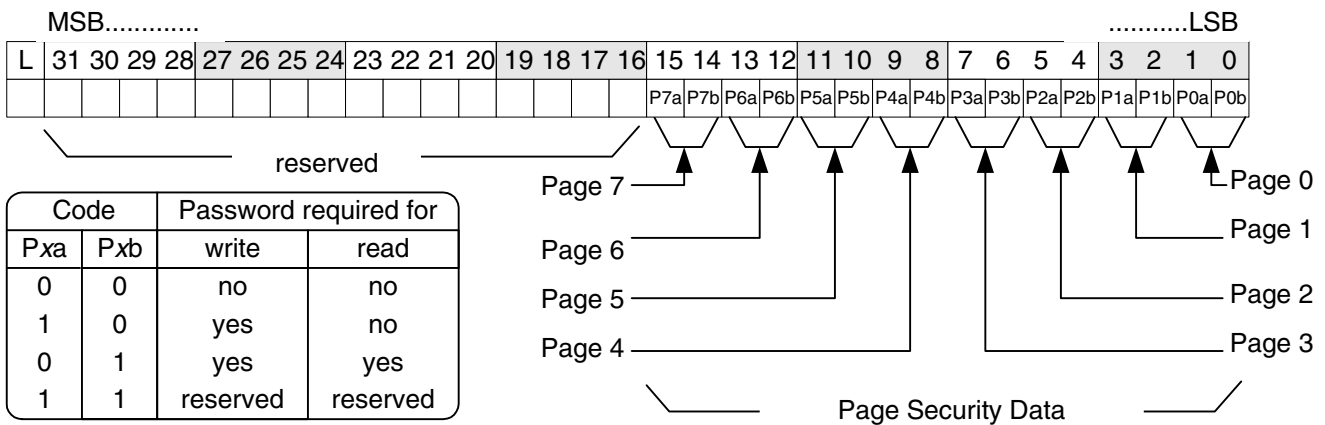 MSB............. ...........LSB
L 31 30 29 28 27 26 25 24 23 22 21 20 19 18 17 16 15 14 13 12 11 10 9 8 7 6 5 4 3 2 1 0
P7a P7b P6a P6b P5a P5b P4a P4b P3a P3b P2a P2b P1a P1b P0a P0b
reserved
Page 7 Page 0
Page 6 Page 1
Page 5 Page 2
Page 4 Page 3
Page Security Data
Code Password required for
Pxa Pxb write read
0 0 no no
1 0 yes no
0 1 yes yes
1 1 reserved reserved